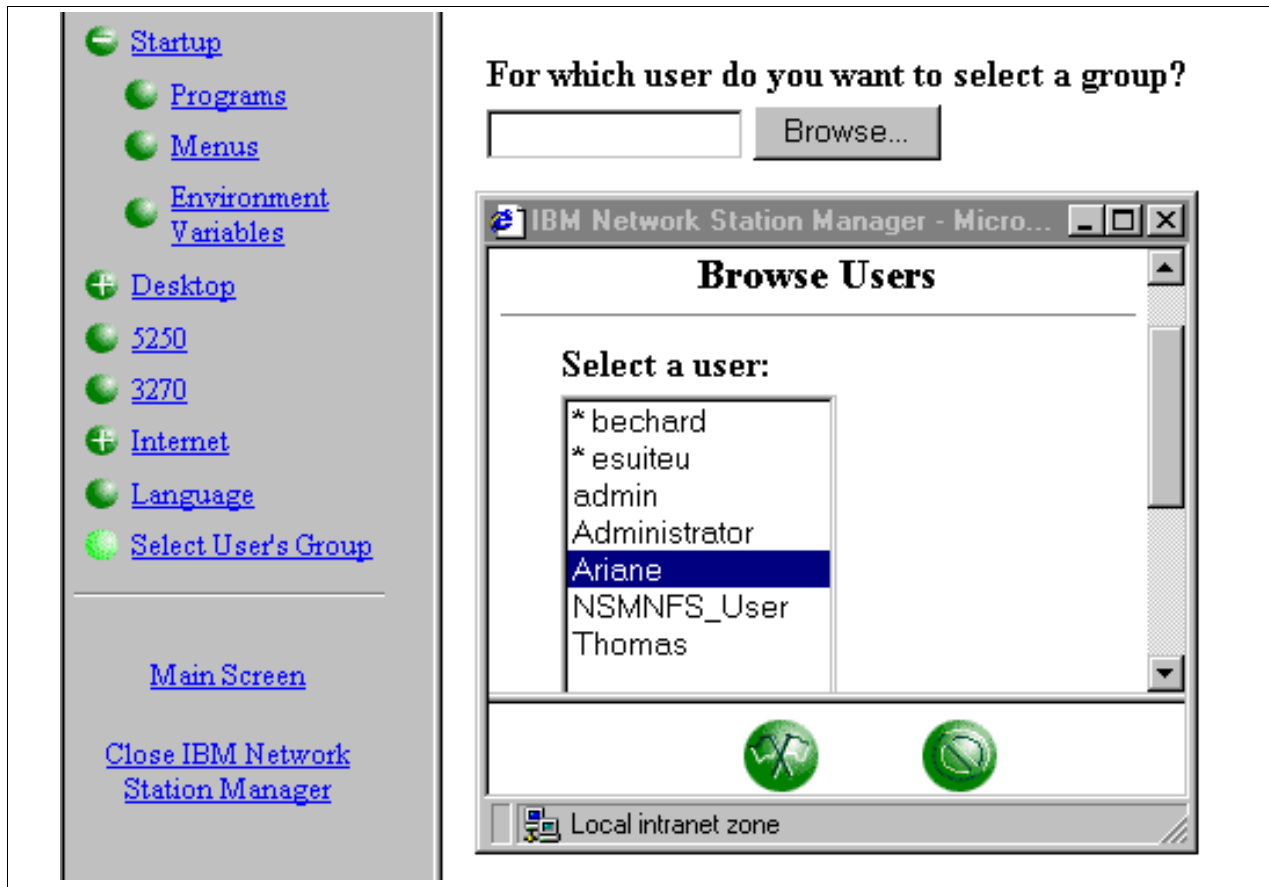 Startup
Programs
Menus
Environment
Variables
Desktop
5250
3270
Internet
Language
Select User's Group
Main Screen
Close IBM Network
Station Manager
For which user do you want to select a group?
Browse...
IBM Network Station Manager - Micro...
Browse Users
Select a user:
* bechard
* esuiteu
admin
Administrator
Ariane
NSMNFS_User
Thomas
Local intranet zone